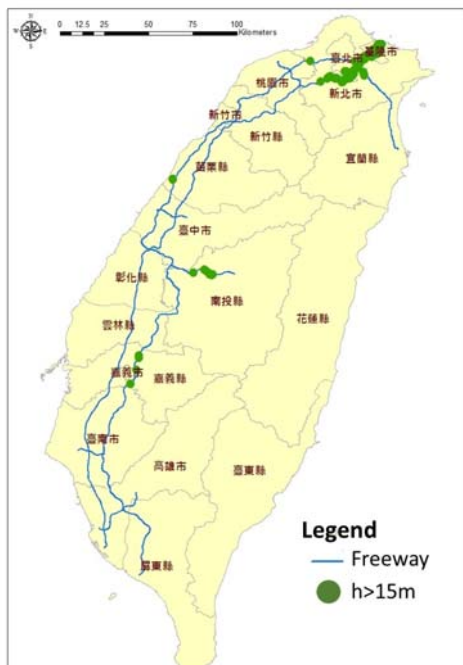 N
W
E
S
0 12.5 25 50 75 100
Kilometers
臺北市
基隆市
桃園市
新北市
新竹市
新竹縣
宜蘭縣
苗栗縣
臺中市
彰化縣
南投縣
花蓮縣
雲林縣
嘉義市
嘉義縣
臺南市
高雄市
臺東縣
屏東縣
Legend
Freeway
h>15m